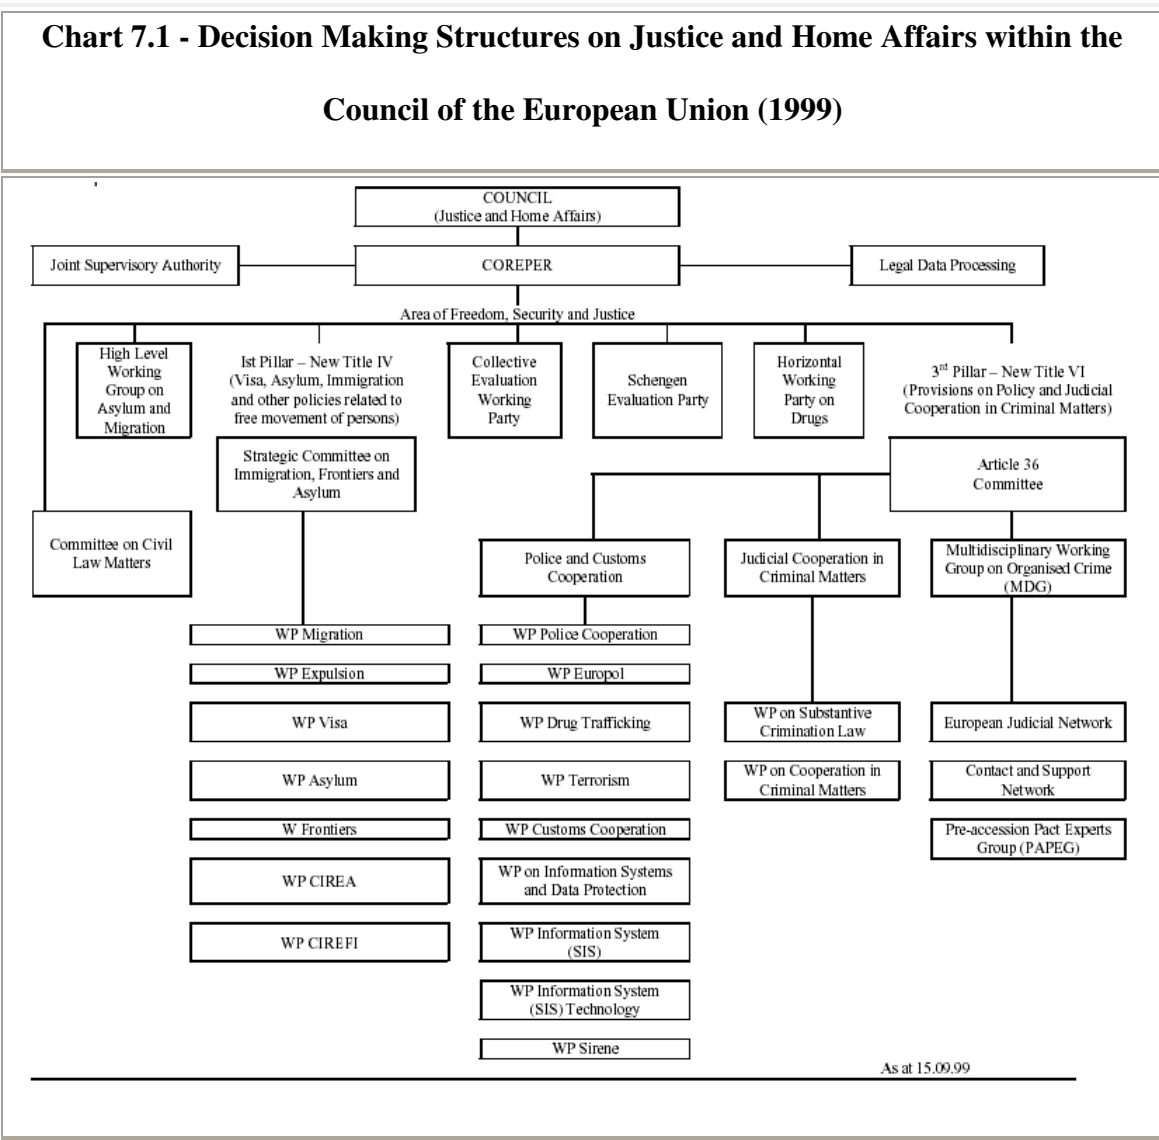 Chart 7.1 - Decision Making Structures on Justice and Home Affairs within the
Council of the European Union (1999)
COUNCIL
(Justice and Home Affairs)
Joint Supervisory Authority
COREPER
Legal Data Processing
Area of Freedom, Security and Justice
High Level
Working
Group on
Asylum and
Migration
Ist Pillar – New Title IV
(Visa, Asylum, Immigration
and other policies related to
free movement of persons)
Collective
Evaluation
Working
Party
Schengen
Evaluation Party
Horizontal
Working
Party on
Drugs
3rd Pillar – New Title VI
(Provisions on Policy and Judicial
Cooperation in Criminal Matters)
Strategic Committee on
Immigration, Frontiers and
Asylum
Article 36
Committee
Committee on Civil
Law Matters
Police and Customs
Cooperation
Judicial Cooperation in
Criminal Matters
Multidisciplinary Working
Group on Organised Crime
(MDG)
WP Migration
WP Expulsion
WP Visa
WP Asylum
W Frontiers
WP CIREA
WP CIREFI
WP Police Cooperation
WP Europol
WP Drug Trafficking
WP Terrorism
WP Customs Cooperation
WP on Information Systems
and Data Protection
WP Information System
(SIS)
WP Information System
(SIS) Technology
WP Sirene
WP on Substantive
Crimination Law
WP on Cooperation in
Criminal Matters
European Judicial Network
Contact and Support
Network
Pre-accession Pact Experts
Group (PAPEG)
As at 15.09.99